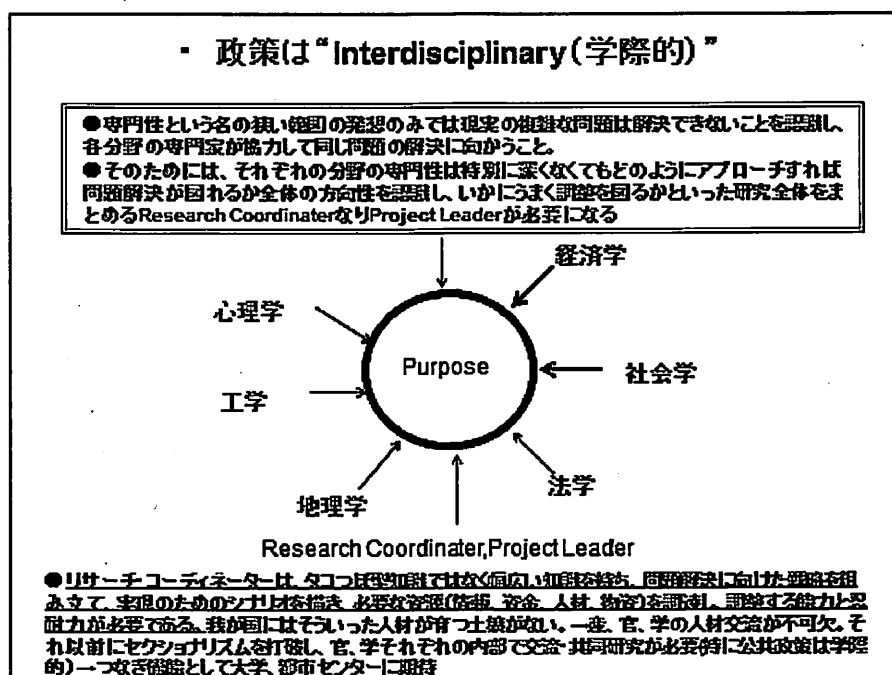 ▪ 政策は“Interdisciplinary(学際的)”
●専門性という名の狭い範囲の発想のみでは現実の複雑な問題は解決できないことを認識し、
各分野の専門家が協力して同じ問題の解決に向かうこと。
●そのためには、それぞれの分野の専門性は特別に深くなくてもどのようにアプローチすれば
問題解決が図れるか全体の方向性を認識し、いかにうまく調整を図るかといった研究全体をま
とめるResearch CoordinaterなりProject Leaderが必要になる
経済学
心理学
Purpose
社会学
工学
法学
地理学
Research Coordinater,Project Leader
●リサーチコーディネーターは、タコつぼ型知識ではなく幅広い知識を持ち、問題解決に向けた戦略を組
み立て、実現のためのシナリオを描き、必要な資源(情報、資金、人材、物資)を調達し、調整する能力と忍
耐力が必要である。我が国にはそういった人材が育つ土壌がない。→産、官、学の人材交流が不可欠。そ
れ以前にセクショナリズムを打破し、官、学それぞれの内部で交流・共同研究が必要(特に公共政策は学際
的)→つなぎ機能として大学、都市センターに期待